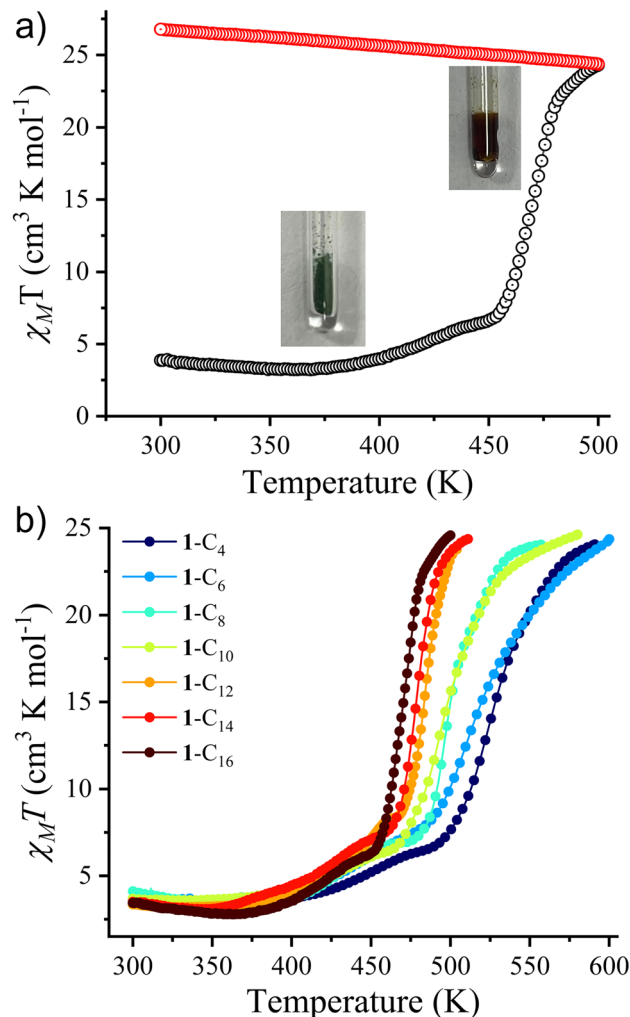 a)
25
20
15
10
5
0
χ_M T (cm³ K mol⁻¹)
300 350 400 450 500
Temperature (K)
b)
25
20
15
10
5
χ_M T (cm³ K mol⁻¹)
1-C₄
1-C₆
1-C₈
1-C₁₀
1-C₁₂
1-C₁₄
1-C₁₆
300 350 400 450 500 550 600
Temperature (K)